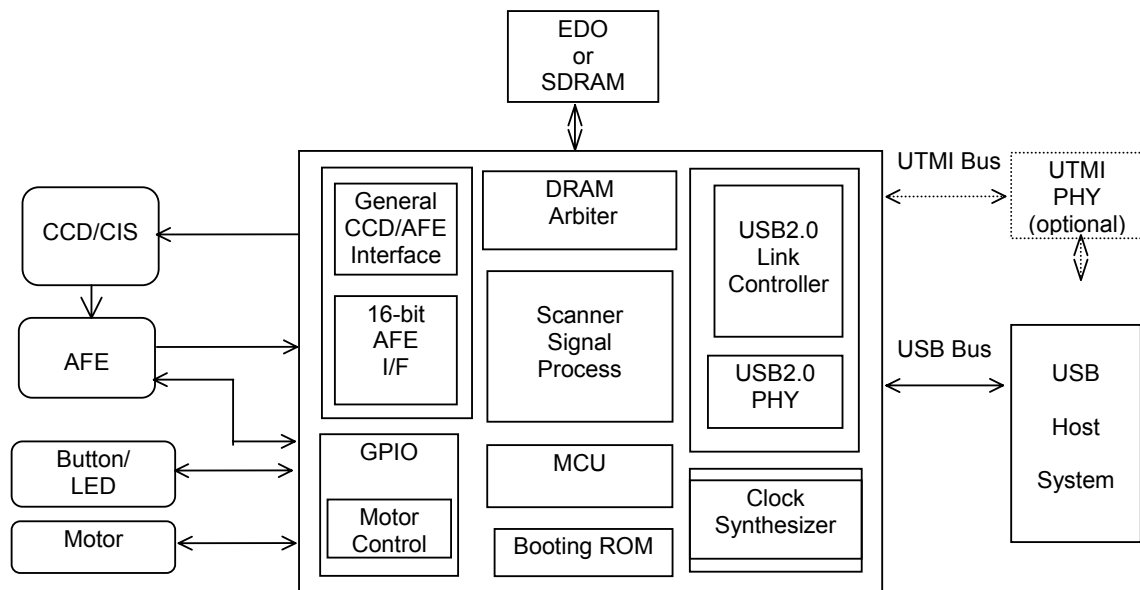 EDO
or
SDRAM
CCD/CIS
AFE
Button/
LED
Motor
General
CCD/AFE
Interface
16-bit
AFE
I/F
GPIO
Motor
Control
DRAM
Arbiter
Scanner
Signal
Process
MCU
Booting ROM
USB2.0
Link
Controller
USB2.0
PHY
Clock
Synthesizer
UTMI Bus
UTMI
PHY
(optional)
USB Bus
USB
Host
System